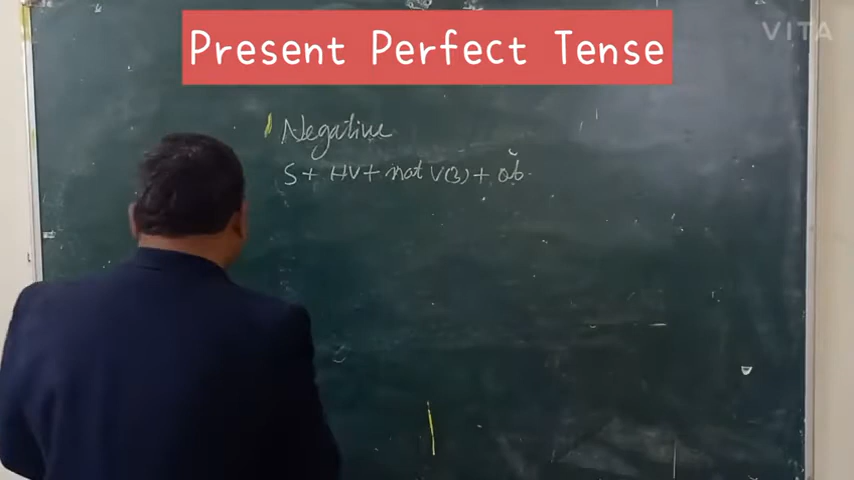 Present Perfect Tense
VITA
Negative
S + HV + not V(3) + ob.